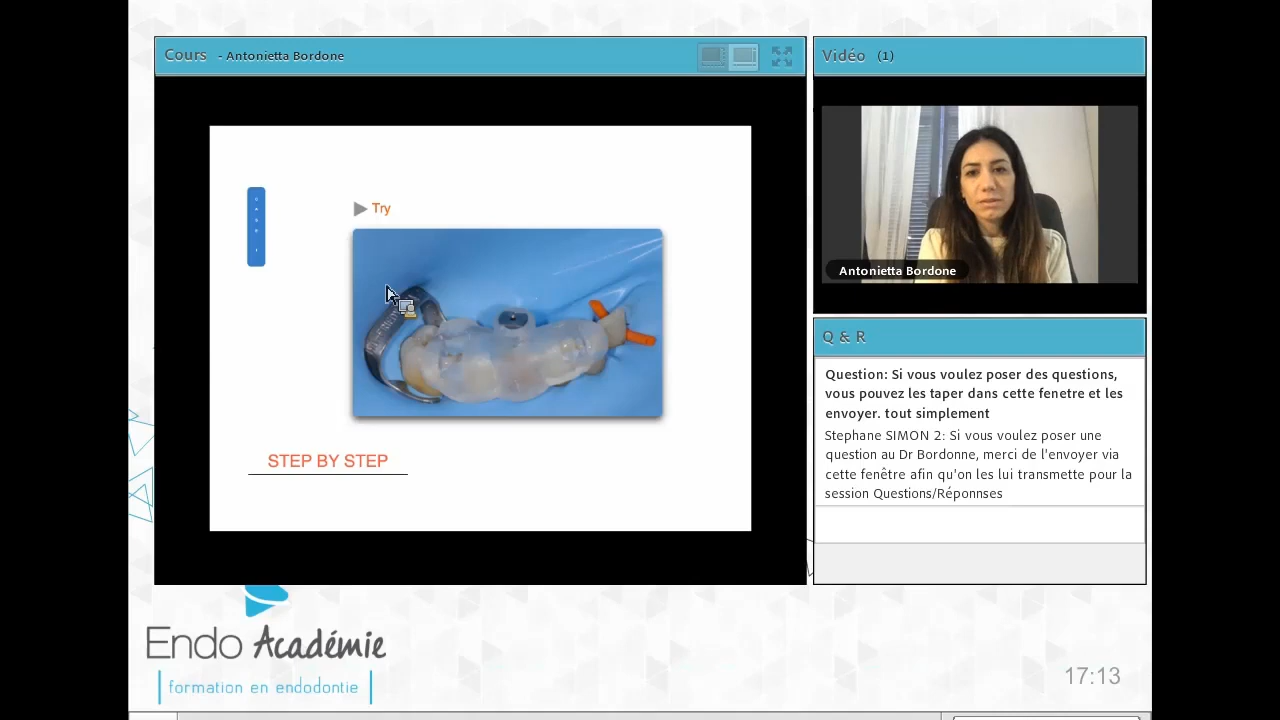 Cours - Antonietta Bordone
Vidéo (1)
CASE 1
Try
STEP BY STEP
Antonietta Bordone
Q & R
Question: Si vous voulez poser des questions,
vous pouvez les taper dans cette fenetre et les
envoyer. tout simplement
Stephane SIMON 2: Si vous voulez poser une
question au Dr Bordonne, merci de l'envoyer via
cette fenêtre afin qu'on les lui transmette pour la
session Questions/Réponnses
Endo Académie
formation en endodontie
17:13